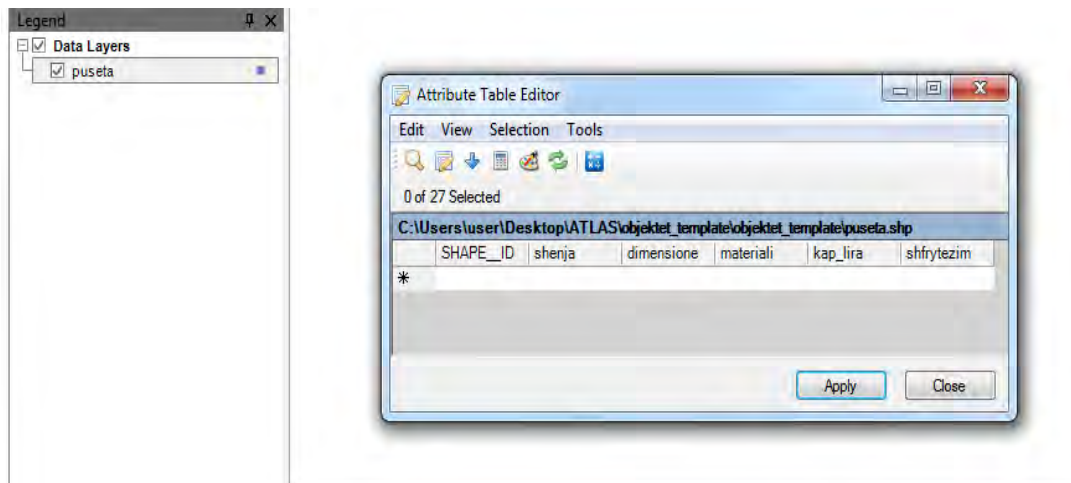 Legend
Data Layers
puseta
Attribute Table Editor
Edit View Selection Tools
0 of 27 Selected
C:\Users\user\Desktop\ATLAS\objektet_template\objektet_template\puseta.shp
SHAPE__ID shenja dimensione materiali kap_lira shfrytezim
Apply Close